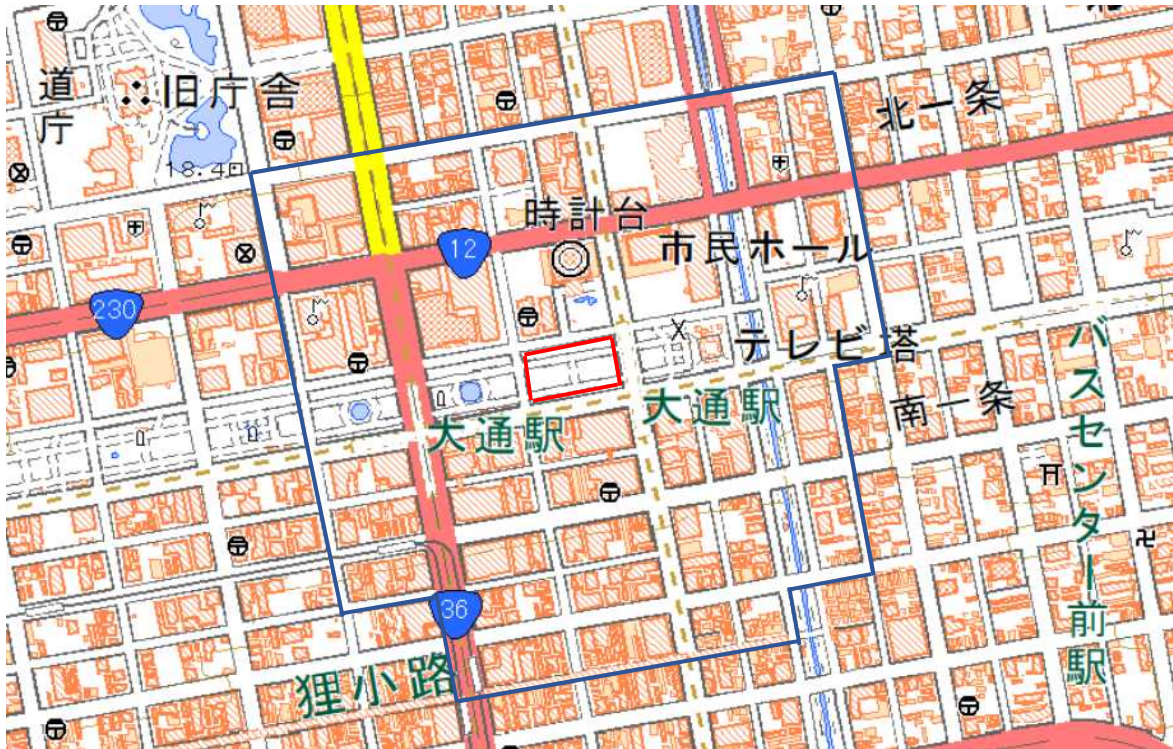 道庁
旧庁舎
18.4
北一条
時計台
12
市民ホール
230
テレビ塔
バスセンター前駅
大通駅
大通駅
南一条
36
狸小路